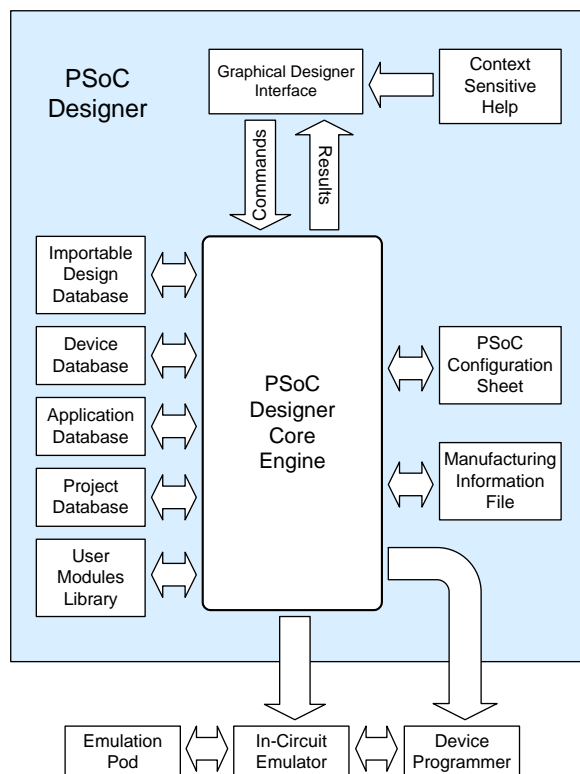 PSoC
Designer
Graphical Designer
Interface
Context
Sensitive
Help
Commands
Results
Importable
Design
Database
Device
Database
Application
Database
Project
Database
User
Modules
Library
PSoC
Designer
Core
Engine
PSoC
Configuration
Sheet
Manufacturing
Information
File
Emulation
Pod
In-Circuit
Emulator
Device
Programmer